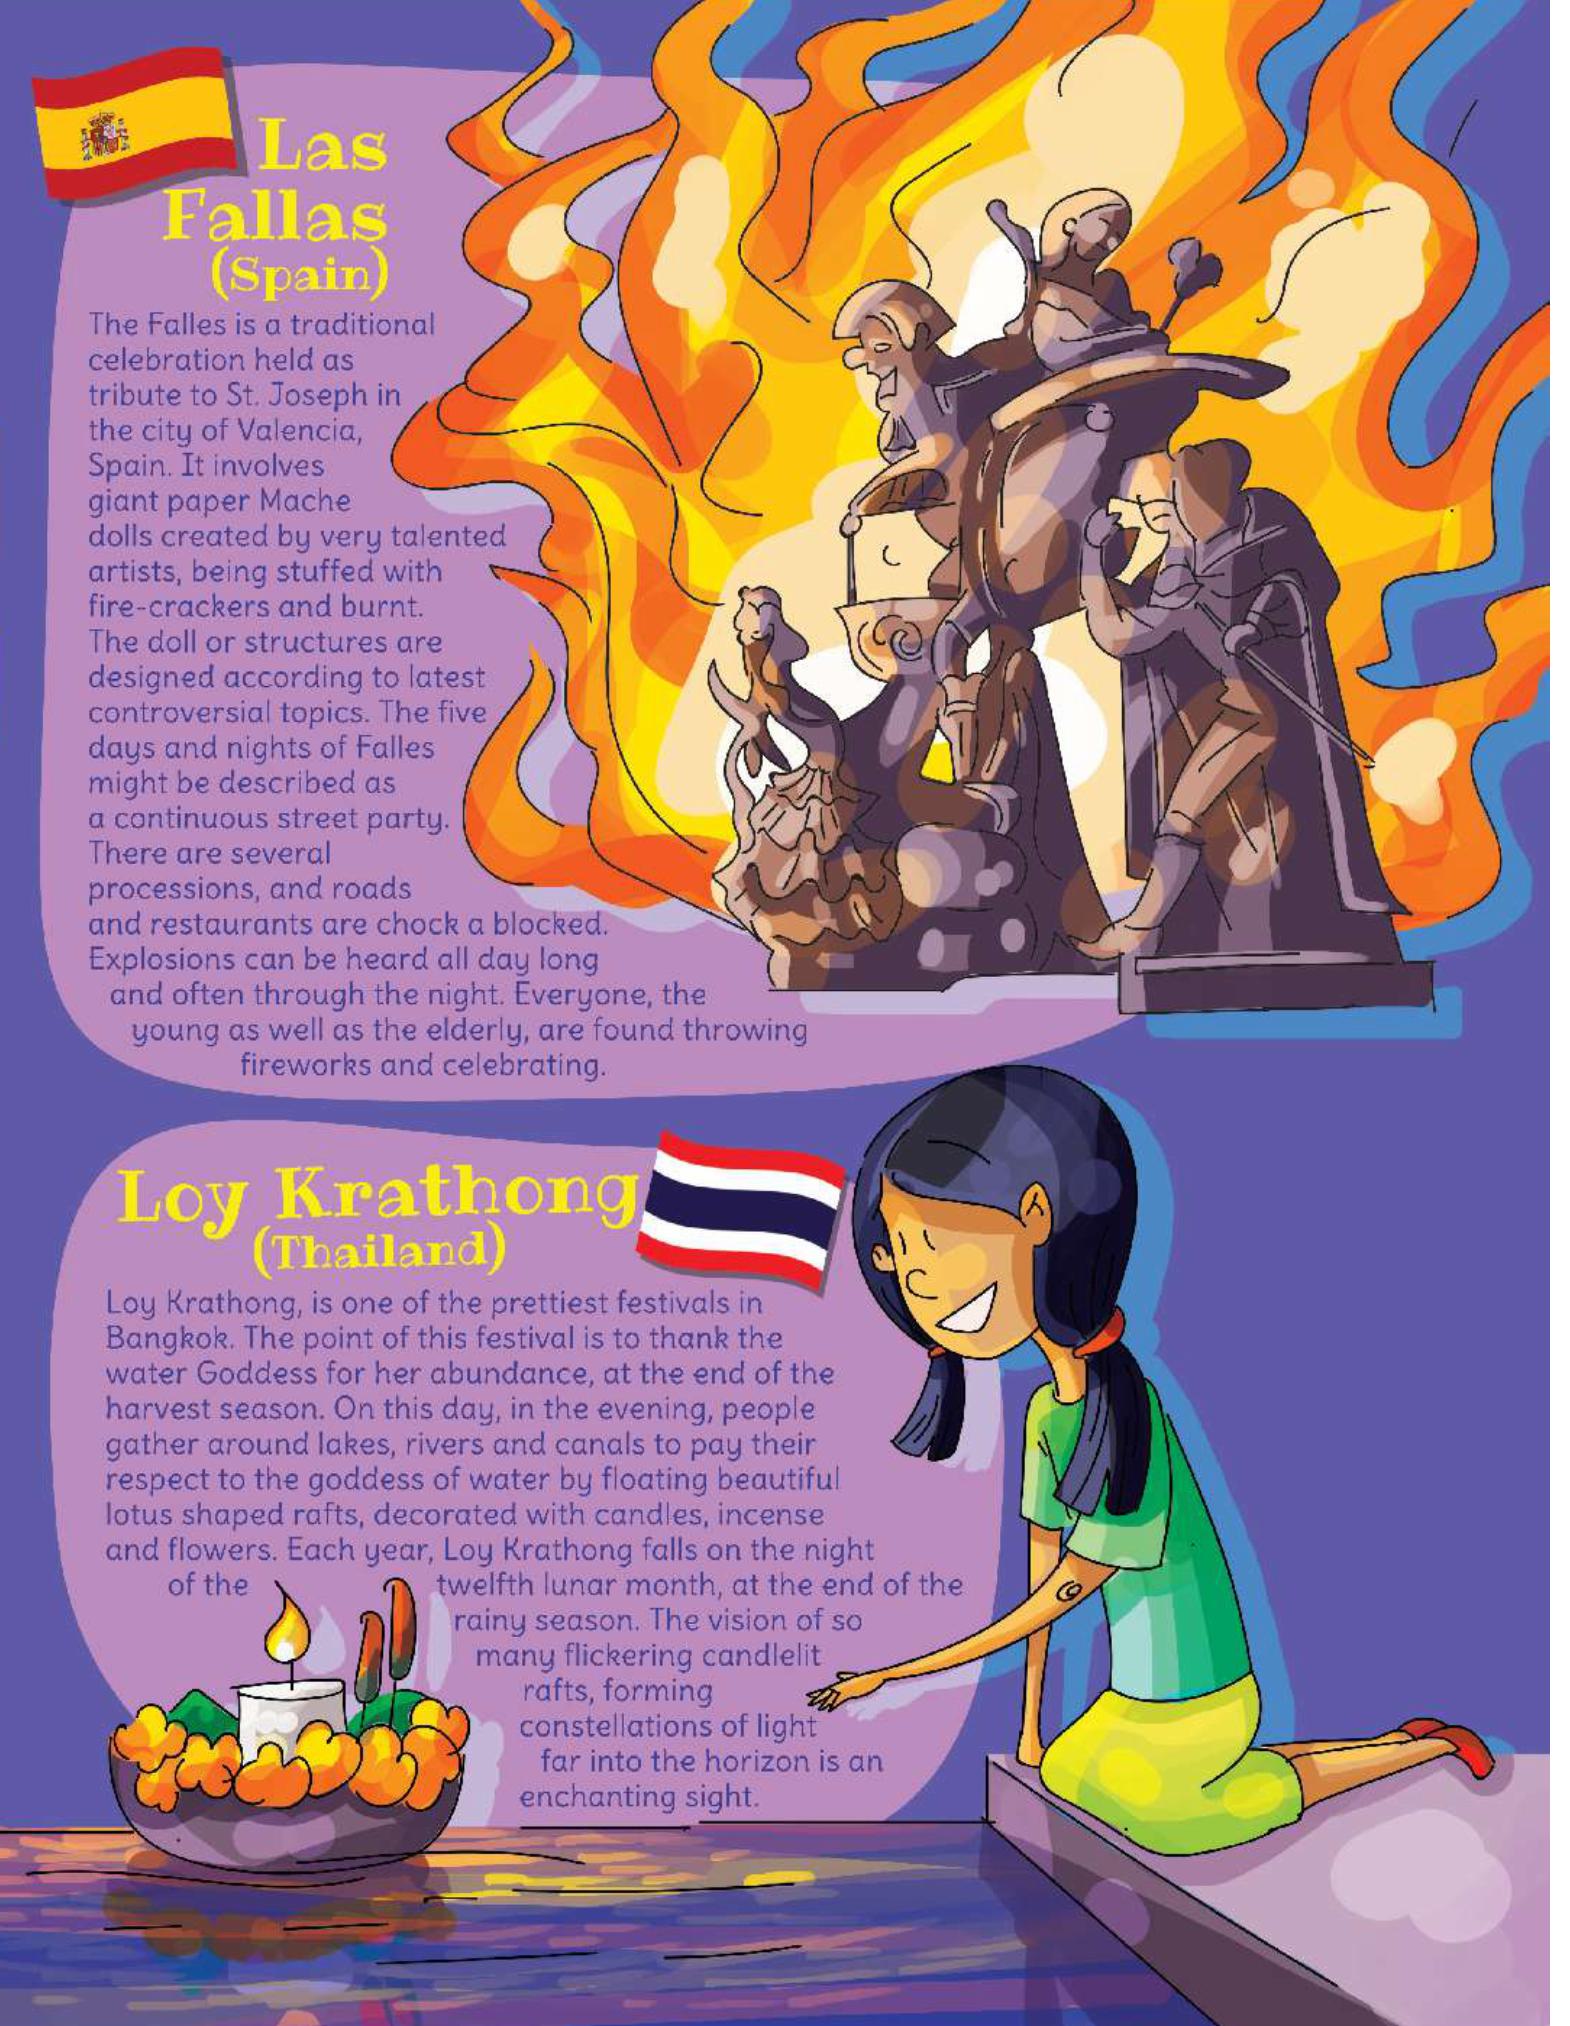 Las
Fallas
(Spain)
The Falles is a traditional
celebration held as
tribute to St. Joseph in
the city of Valencia,
Spain. It involves
giant paper Mache
dolls created by very talented
artists, being stuffed with
fire-crackers and burnt.
The doll or structures are
designed according to latest
controversial topics. The five
days and nights of Falles
might be described as
a continuous street party.
There are several
processions, and roads
and restaurants are chock a blocked.
Explosions can be heard all day long
and often through the night. Everyone, the
young as well as the elderly, are found throwing
fireworks and celebrating.
Loy Krathong
(Thailand)
Loy Krathong, is one of the prettiest festivals in
Bangkok. The point of this festival is to thank the
water Goddess for her abundance, at the end of the
harvest season. On this day, in the evening, people
gather around lakes, rivers and canals to pay their
respect to the goddess of water by floating beautiful
lotus shaped rafts, decorated with candles, incense
and flowers. Each year, Loy Krathong falls on the night
of the twelfth lunar month, at the end of the
rainy season. The vision of so
many flickering candlelit
rafts, forming
constellations of light
far into the horizon is an
enchanting sight.